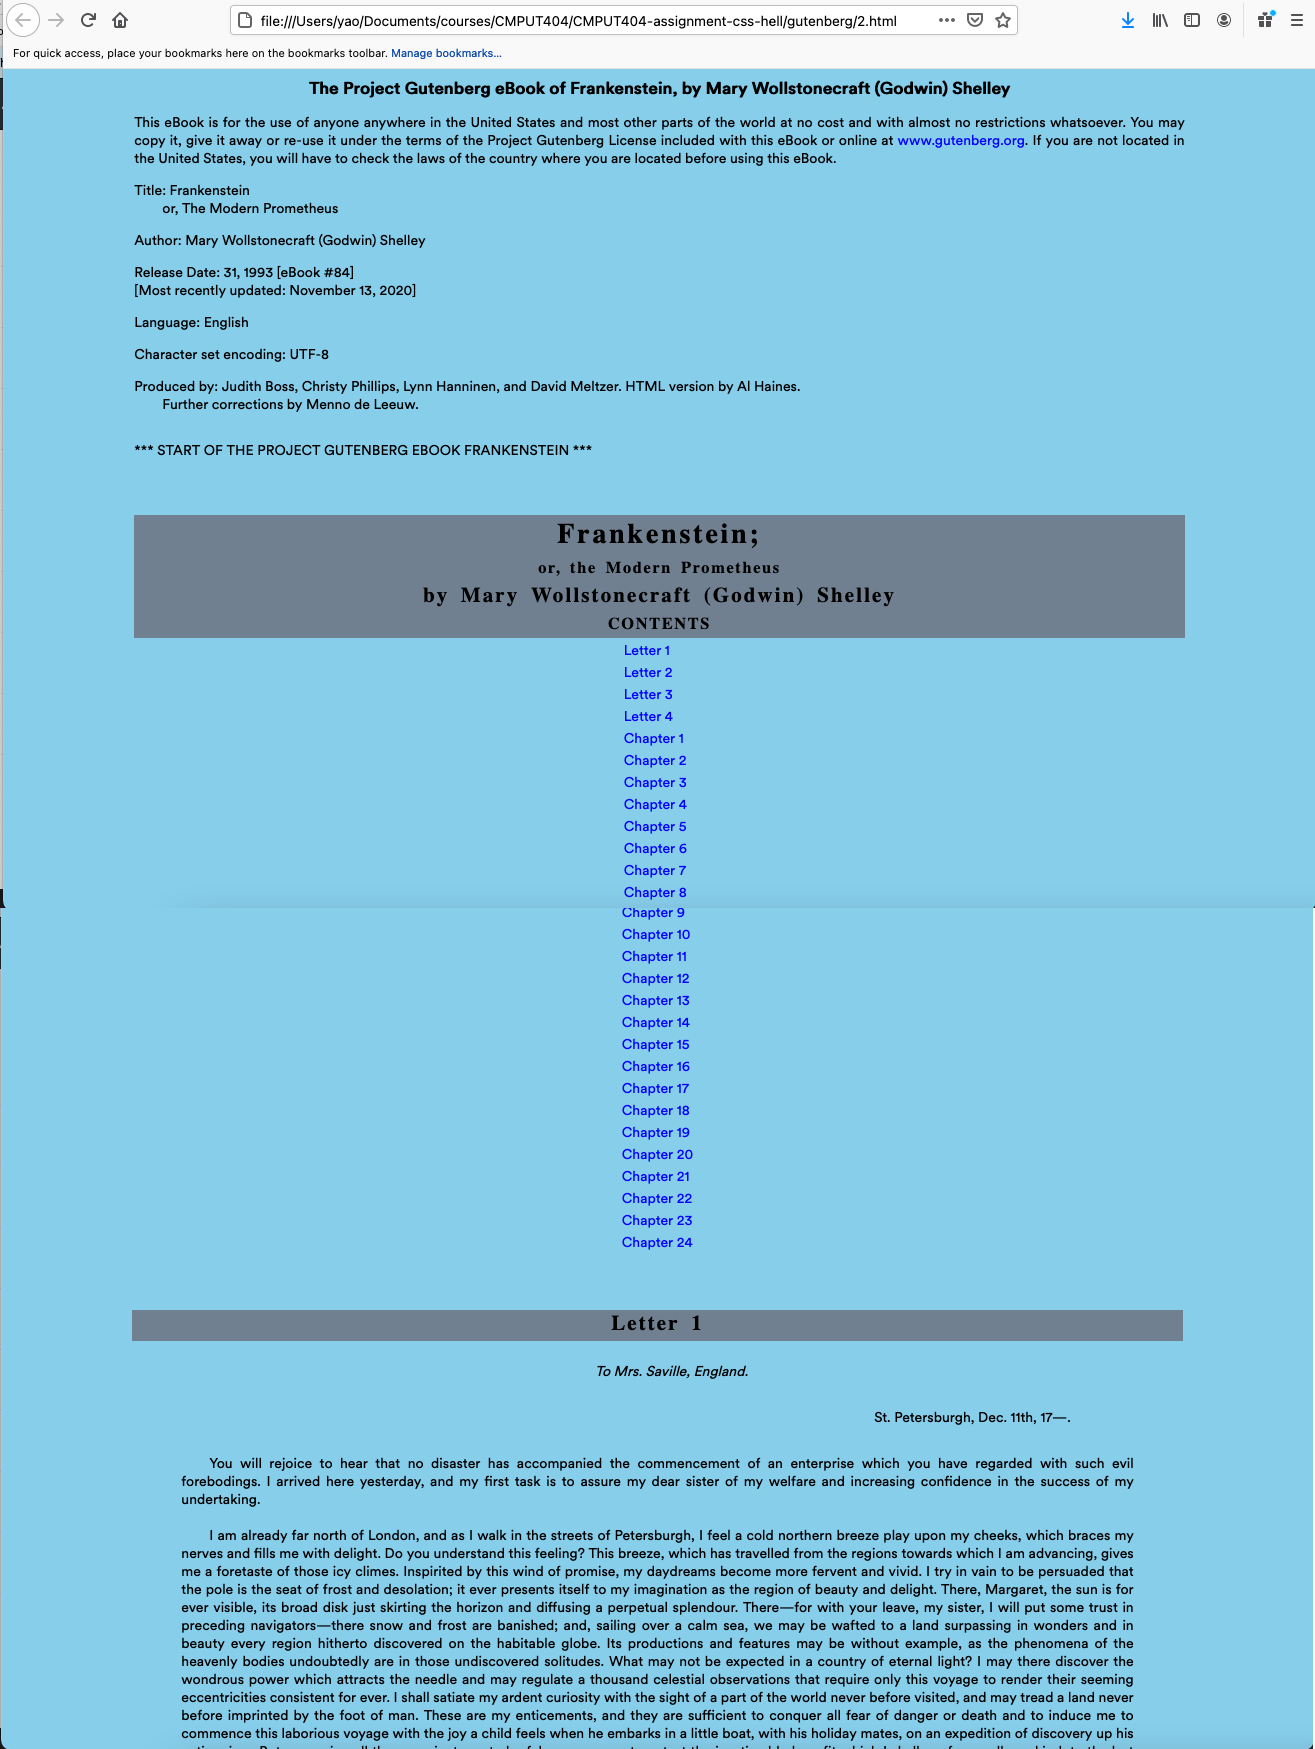 file:///Users/yao/Documents/courses/CMPUT404/CMPUT404-assignment-css-hell/gutenberg/2.html
For quick access, place your bookmarks here on the bookmarks toolbar. Manage bookmarks...
The Project Gutenberg eBook of Frankenstein, by Mary Wollstonecraft (Godwin) Shelley
This eBook is for the use of anyone anywhere in the United States and most other parts of the world at no cost and with almost no restrictions whatsoever. You may
copy it, give it away or re-use it under the terms of the Project Gutenberg License included with this eBook or online at www.gutenberg.org. If you are not located in
the United States, you will have to check the laws of the country where you are located before using this eBook.
Title: Frankenstein
or, The Modern Prometheus
Author: Mary Wollstonecraft (Godwin) Shelley
Release Date: 31, 1993 [eBook #84]
[Most recently updated: November 13, 2020]
Language: English
Character set encoding: UTF-8
Produced by: Judith Boss, Christy Phillips, Lynn Hanninen, and David Meltzer. HTML version by Al Haines.
Further corrections by Menno de Leeuw.
*** START OF THE PROJECT GUTENBERG EBOOK FRANKENSTEIN ***
Frankenstein;
or, the Modern Prometheus
by Mary Wollstonecraft (Godwin) Shelley
CONTENTS
Letter 1
Letter 2
Letter 3
Letter 4
Chapter 1
Chapter 2
Chapter 3
Chapter 4
Chapter 5
Chapter 6
Chapter 7
Chapter 8
Chapter 9
Chapter 10
Chapter 11
Chapter 12
Chapter 13
Chapter 14
Chapter 15
Chapter 16
Chapter 17
Chapter 18
Chapter 19
Chapter 20
Chapter 21
Chapter 22
Chapter 23
Chapter 24
Letter 1
To Mrs. Saville, England.
St. Petersburgh, Dec. 11th, 17—.
You will rejoice to hear that no disaster has accompanied the commencement of an enterprise which you have regarded with such evil
forebodings. I arrived here yesterday, and my first task is to assure my dear sister of my welfare and increasing confidence in the success of my
undertaking.
I am already far north of London, and as I walk in the streets of Petersburgh, I feel a cold northern breeze play upon my cheeks, which braces my
nerves and fills me with delight. Do you understand this feeling? This breeze, which has travelled from the regions towards which I am advancing, gives
me a foretaste of those icy climes. Inspirited by this wind of promise, my daydreams become more fervent and vivid. I try in vain to be persuaded that
the pole is the seat of frost and desolation; it ever presents itself to my imagination as the region of beauty and delight. There, Margaret, the sun is for
ever visible, its broad disk just skirting the horizon and diffusing a perpetual splendour. There—for with your leave, my sister, I will put some trust in
preceding navigators—there snow and frost are banished; and, sailing over a calm sea, we may be wafted to a land surpassing in wonders and in
beauty every region hitherto discovered on the habitable globe. Its productions and features may be without example, as the phenomena of the
heavenly bodies undoubtedly are in those undiscovered solitudes. What may not be expected in a country of eternal light? I may there discover the
wondrous power which attracts the needle and may regulate a thousand celestial observations that require only this voyage to render their seeming
eccentricities consistent for ever. I shall satiate my ardent curiosity with the sight of a part of the world never before visited, and may tread a land never
before imprinted by the foot of man. These are my enticements, and they are sufficient to conquer all fear of danger or death and to induce me to
commence this laborious voyage with the joy a child feels when he embarks in a little boat, with his holiday mates, on an expedition of discovery up his